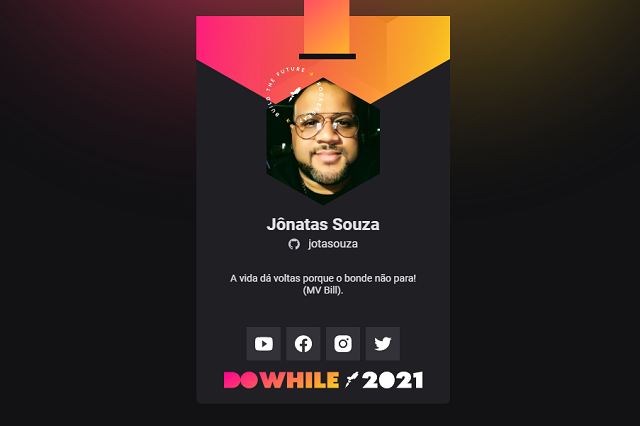 BUILD THE FUTURE
Jônatas Souza
jotasouza
A vida dá voltas porque o bonde não para!
(MV Bill).
DOWHILE 2021